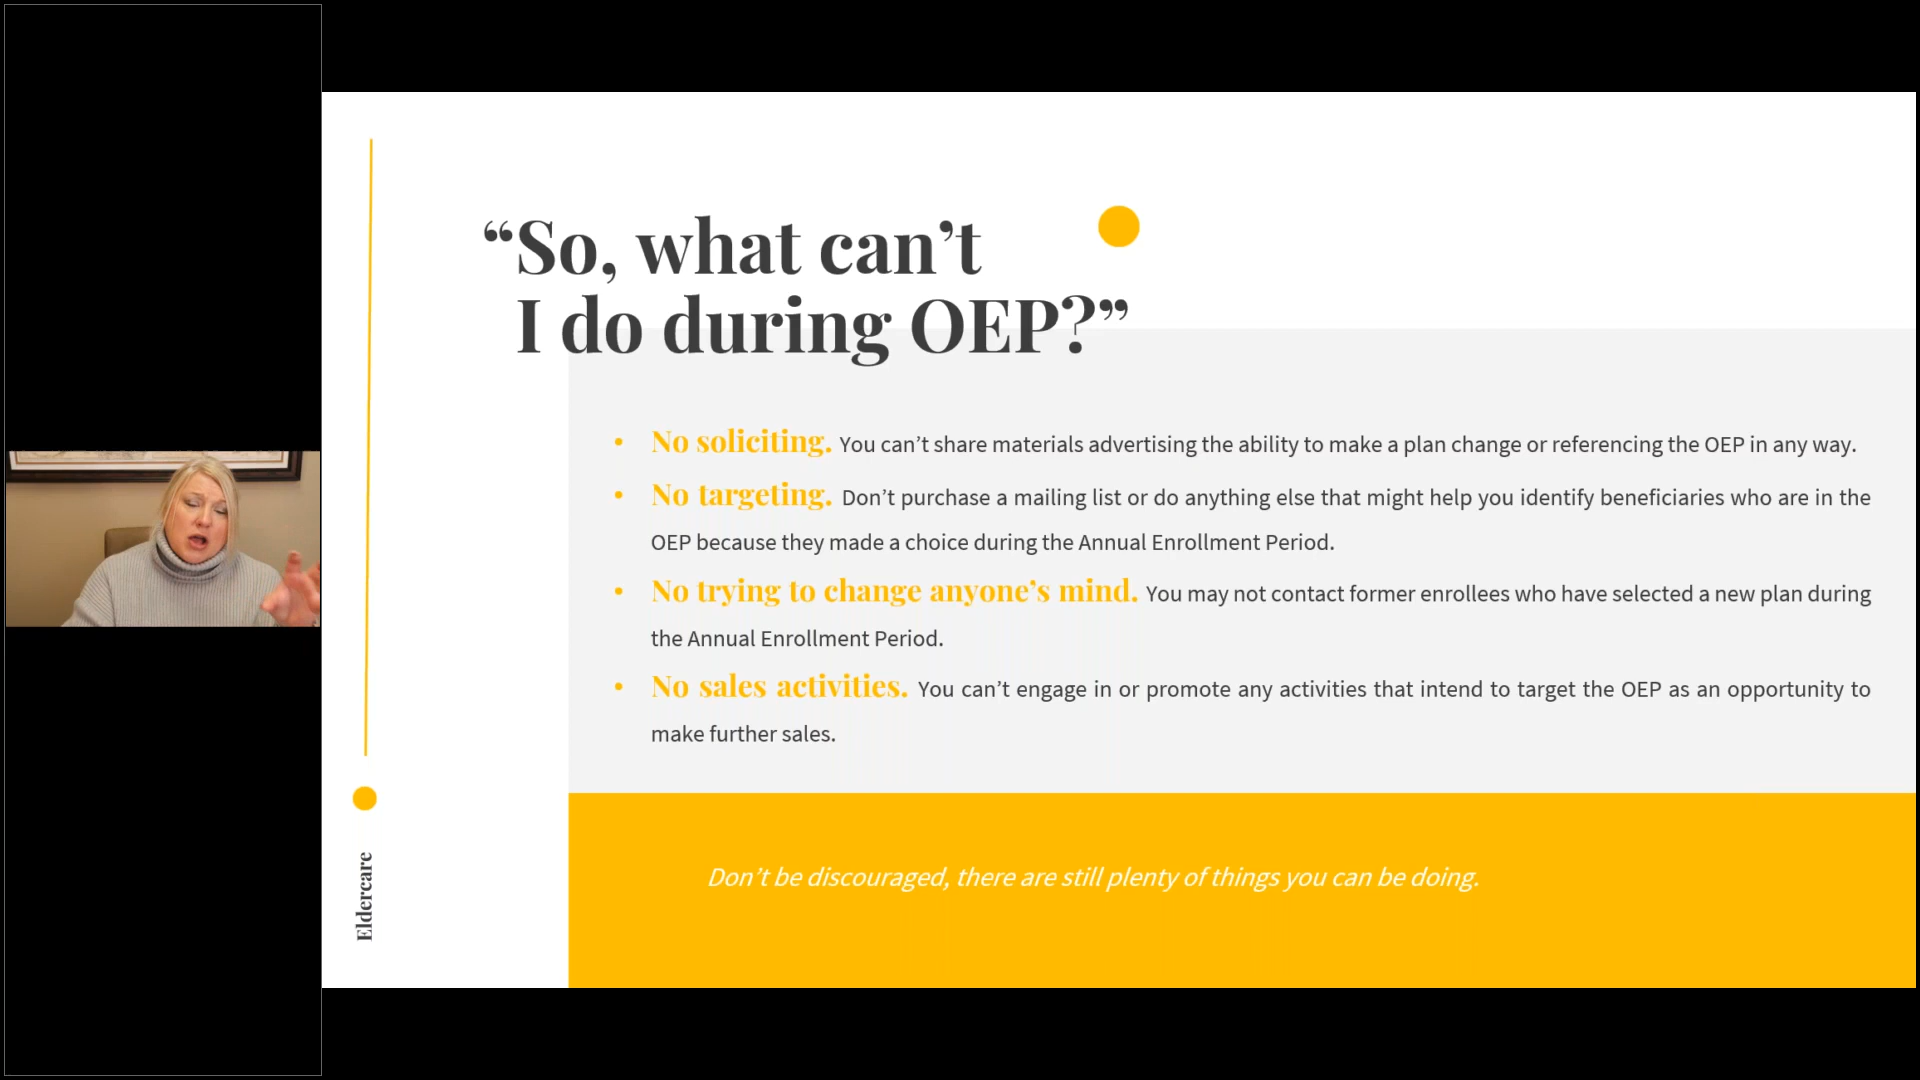 “So, what can’t
I do during OEP?”
• No soliciting. You can’t share materials advertising the ability to make a plan change or referencing the OEP in any way.
• No targeting. Don’t purchase a mailing list or do anything else that might help you identify beneficiaries who are in the
OEP because they made a choice during the Annual Enrollment Period.
• No trying to change anyone’s mind. You may not contact former enrollees who have selected a new plan during
the Annual Enrollment Period.
• No sales activities. You can’t engage in or promote any activities that intend to target the OEP as an opportunity to
make further sales.
Don’t be discouraged, there are still plenty of things you can be doing.
Eldercare